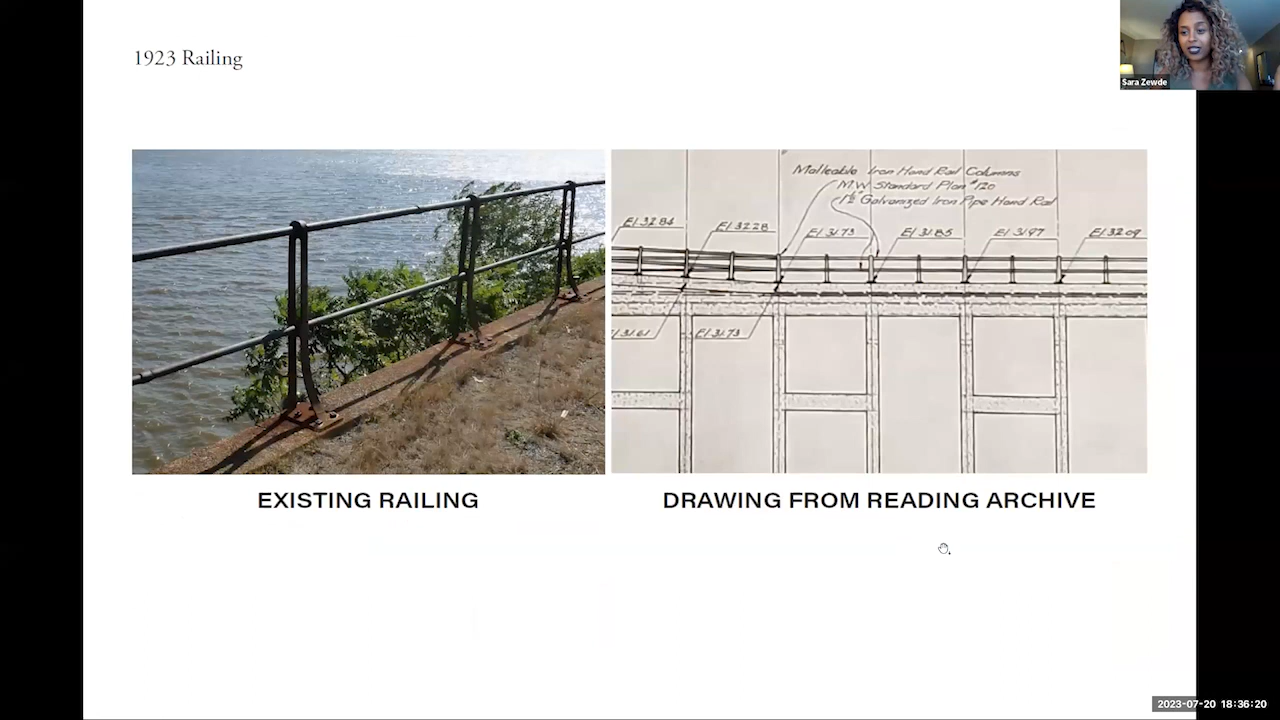 1923 Railing
Sara Zewde
Malleable Iron Hand Rail Columns
M.W. Standard Plan #120
1½" Galvanized Iron Pipe Hand Rail
El. 32.84
El. 32.28
El. 31.73
El. 31.85
El. 31.97
El. 32.09
El. 31.61
El. 31.73
EXISTING RAILING
DRAWING FROM READING ARCHIVE
2023-07-20 18:36:20